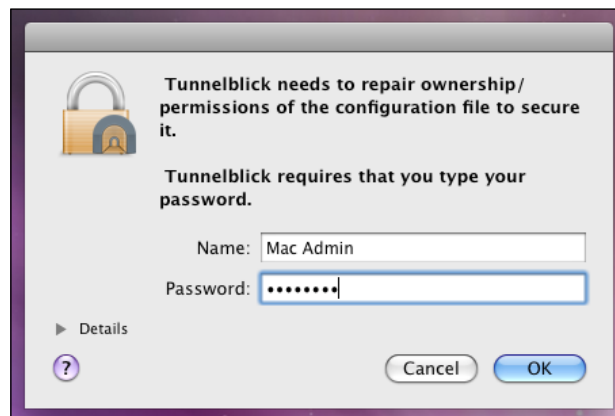 Tunnelblick needs to repair ownership/
permissions of the configuration file to secure
it.
Tunnelblick requires that you type your
password.
Name: Mac Admin
Password: ••••••••
Details
?
Cancel
OK